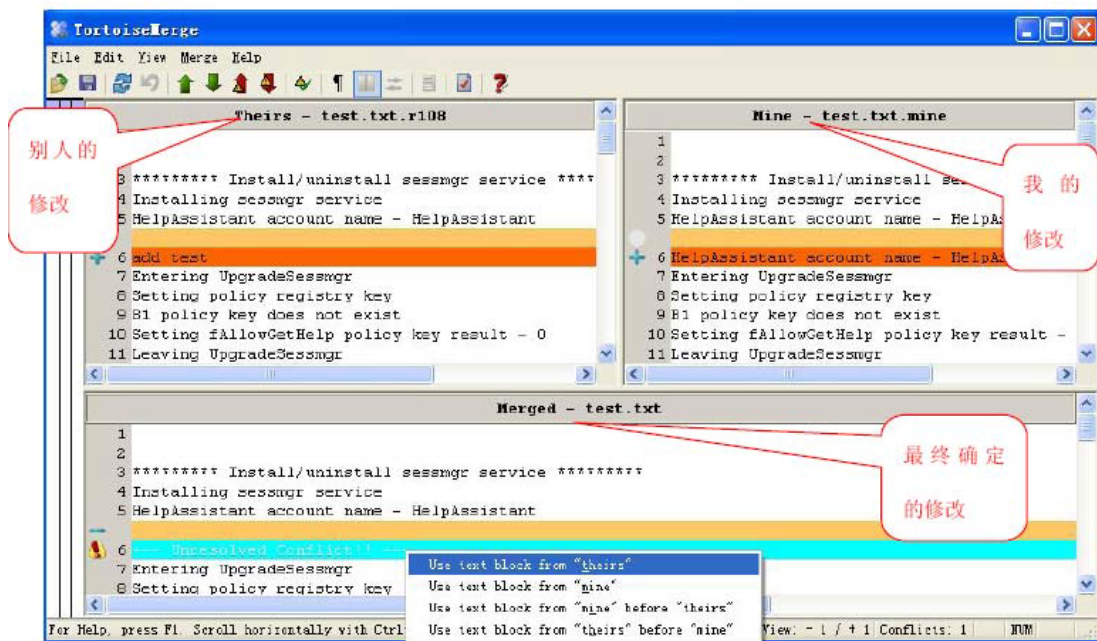 TortoiseMerge
File Edit View Merge Help
Theirs - test.txt.r108
3 ********* Install/uninstall sessmgr service ****
4 Installing sessmgr service
5 HelpAssistant account name - HelpAssistant
6 add test
7 Entering UpgradeSessmgr
8 Setting policy registry key
9 B1 policy key does not exist
10 Setting fAllowGetHelp policy key result - 0
11 Leaving UpgradeSessmgr
别人的
修改
Mine - test.txt.mine
1
2
3 ********* Install/uninstall se
4 Installing sessmgr service
5 HelpAssistant account name - HelpA
6 HelpAssistant account name - HelpA
7 Entering UpgradeSessmgr
8 Setting policy registry key
9 B1 policy key does not exist
10 Setting fAllowGetHelp policy key result -
11 Leaving UpgradeSessmgr
我的
修改
Merged - test.txt
1
2
3 ********* Install/uninstall sessmgr service *********
4 Installing sessmgr service
5 HelpAssistant account name - HelpAssistant
6 --- Unresolved Conflict!! ---
7 Entering UpgradeSessmgr
8 Setting policy registry key
最终确定
的修改
Use text block from "theirs"
Use text block from "mine"
Use text block from "mine" before "theirs"
Use text block from "theirs" before "mine"
For Help, press F1. Scroll horizontally with Ctrl
View: - 1 / + 1 Conflicts: 1 NUM